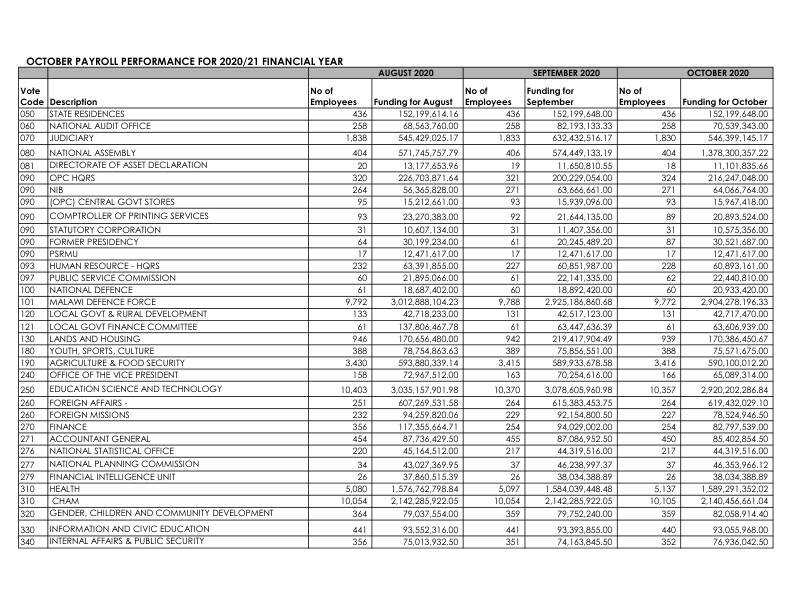 OCTOBER PAYROLL PERFORMANCE FOR 2020/21 FINANCIAL YEAR
AUGUST 2020 SEPTEMBER 2020 OCTOBER 2020
Vote Code Description No of Employees Funding for August No of Employees Funding for September No of Employees Funding for October
050 STATE RESIDENCES 436 152,199,614.16 436 152,199,648.00 436 152,199,648.00
060 NATIONAL AUDIT OFFICE 258 68,563,760.00 258 82,193,133.33 258 70,539,343.00
070 JUDICIARY 1,838 545,429,025.17 1,833 632,432,516.17 1,830 546,399,145.17
080 NATIONAL ASSEMBLY 404 571,745,757.79 406 574,449,133.19 404 1,378,300,357.22
081 DIRECTORATE OF ASSET DECLARATION 20 13,177,653.96 19 11,650,810.55 18 11,101,835.66
090 OPC HQRS 320 226,703,871.64 320 200,229,054.00 324 216,247,048.00
090 NIB 264 56,365,828.00 271 63,666,661.00 271 64,066,764.00
090 (OPC) CENTRAL GOVT STORES 95 15,212,661.00 95 15,939,096.00 93 15,967,418.00
090 COMPTROLLER OF PRINTING SERVICES 93 23,270,383.00 92 21,644,135.00 89 20,893,524.00
090 STATUTORY CORPORATION 31 10,607,134.00 31 11,407,356.00 31 10,575,356.00
090 FORMER PRESIDENCY 64 30,199,234.00 61 20,245,489.20 87 30,521,687.00
090 PSRMU 17 12,471,617.00 17 12,471,617.00 17 12,471,617.00
093 HUMAN RESOURCE - HQRS 232 63,391,855.00 227 60,851,987.00 228 60,893,161.00
097 PUBLIC SERVICE COMMISSION 60 21,895,066.00 61 22,141,335.00 62 22,440,810.00
100 NATIONAL DEFENCE 61 18,687,402.00 60 18,892,420.00 60 20,933,420.00
101 MALAWI DEFENCE FORCE 9,792 3,012,888,104.23 9,788 2,925,186,860.68 9,772 2,904,278,196.33
120 LOCAL GOVT & RURAL DEVELOPMENT 133 42,718,233.00 131 42,517,123.00 131 42,717,470.00
121 LOCAL GOVT FINANCE COMMITTEE 61 137,806,467.78 61 63,447,636.39 61 63,606,939.00
130 LANDS AND HOUSING 946 170,656,480.00 942 219,417,904.49 939 170,386,450.67
180 YOUTH, SPORTS, CULTURE 388 78,754,863.63 389 75,856,551.00 388 75,571,675.00
190 AGRICULTURE & FOOD SECURITY 3,430 593,880,339.14 3,415 589,933,678.58 3,416 590,100,012.20
240 OFFICE OF THE VICE PRESIDENT 158 72,967,512.00 163 70,254,616.00 166 65,089,314.00
250 EDUCATION SCIENCE AND TECHNOLOGY 10,403 3,035,157,901.98 10,370 3,078,605,960.98 10,357 2,920,202,286.84
260 FOREIGN AFFAIRS - 251 607,269,531.58 264 615,383,453.75 264 619,432,029.10
260 FOREIGN MISSIONS 232 94,259,820.06 229 92,154,800.50 227 78,524,946.50
270 FINANCE 356 117,355,664.71 254 94,029,002.00 254 82,797,539.00
271 ACCOUNTANT GENERAL 454 87,736,429.50 455 87,086,952.50 450 85,402,854.50
276 NATIONAL STATISTICAL OFFICE 220 45,164,512.00 217 44,319,516.00 217 44,319,516.00
277 NATIONAL PLANNING COMMISSION 34 43,027,369.95 37 46,238,997.37 37 46,353,966.12
279 FINANCIAL INTELLIGENCE UNIT 26 37,860,515.39 26 38,034,388.89 26 38,034,388.89
310 HEALTH 5,080 1,576,762,798.84 5,097 1,584,039,448.48 5,137 1,589,291,352.02
310 CHAM 10,054 2,142,285,922.05 10,054 2,142,285,922.05 10,105 2,140,456,661.04
320 GENDER, CHILDREN AND COMMUNITY DEVELOPMENT 364 79,037,554.00 359 79,752,240.00 359 82,058,914.40
330 INFORMATION AND CIVIC EDUCATION 441 93,552,316.00 441 93,393,855.00 440 93,055,968.00
340 INTERNAL AFFAIRS & PUBLIC SECURITY 356 75,013,932.50 351 74,163,845.50 352 76,936,042.50